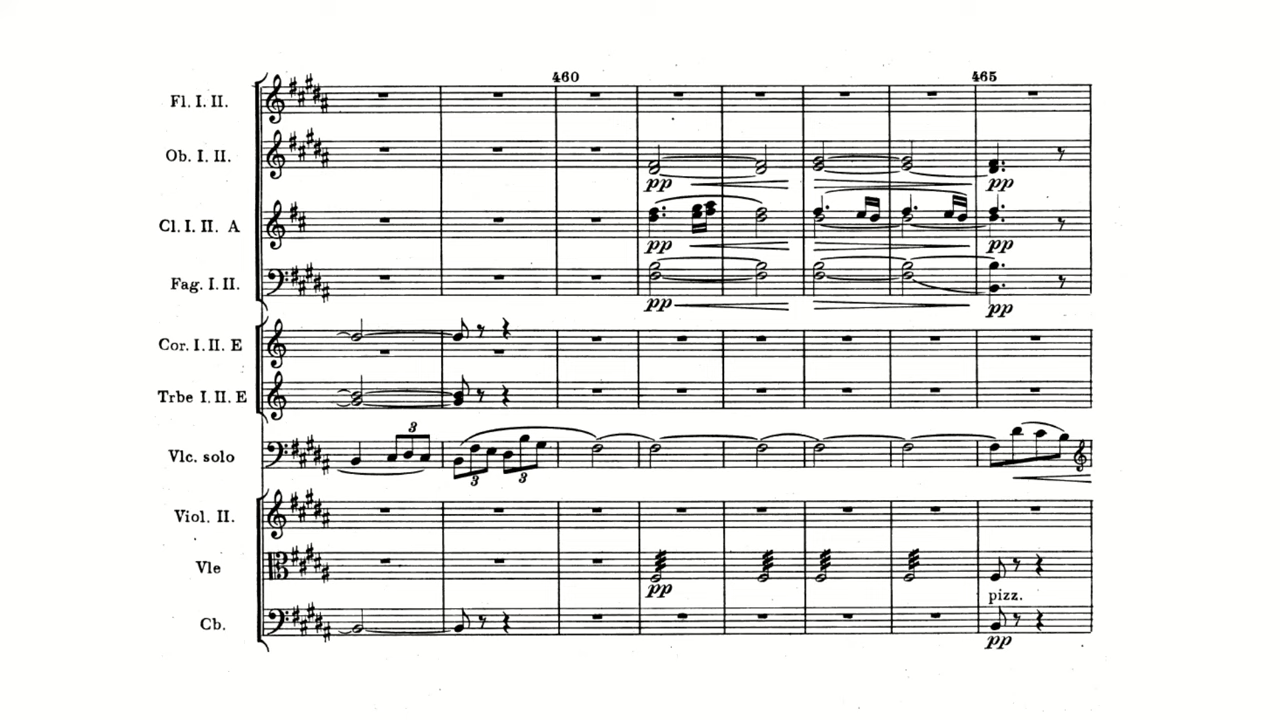 460 465
Fl. I. II.
Ob. I. II.
pp pp
Cl. I. II. A
pp pp
Fag. I. II.
pp pp
Cor. I. II. E
Trbe I. II. E
3
Vlc. solo
3 3
Viol. II.
Vle
pp pizz.
Cb.
pp